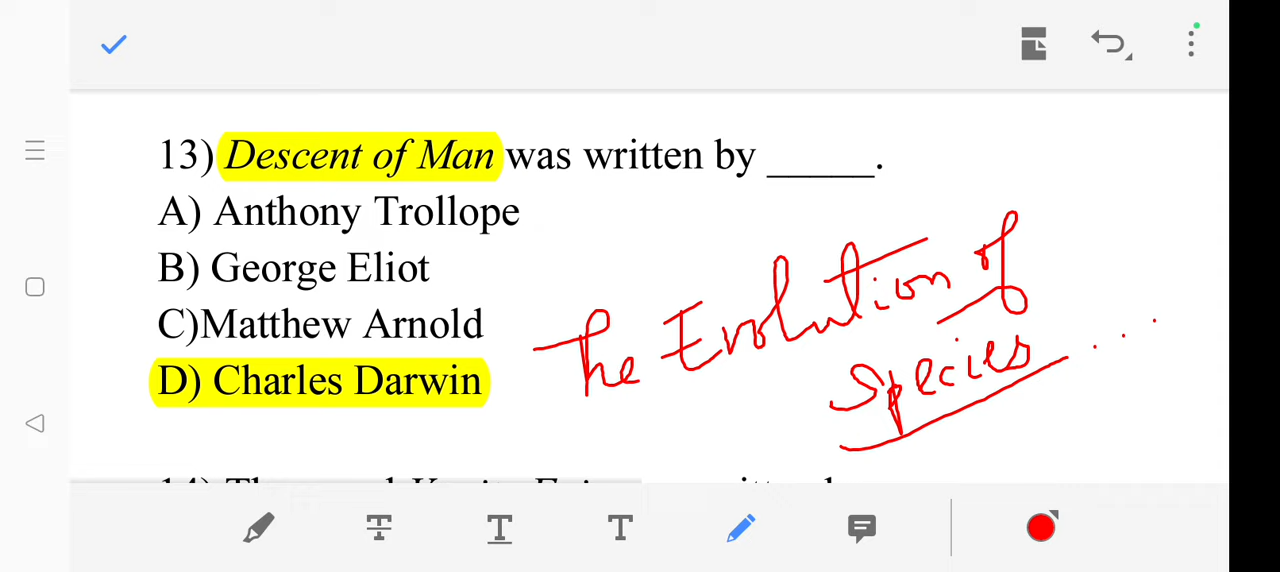 13) Descent of Man was written by _____.
A) Anthony Trollope
B) George Eliot
C)Matthew Arnold
D) Charles Darwin
The Evolution of
Species ...
T T T